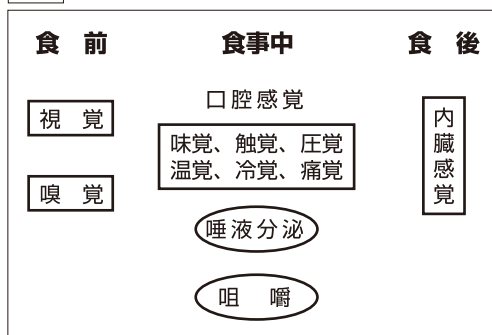 食 前
食事中
食 後
視 覚
嗅 覚
口腔感覚
味覚、触覚、圧覚
温覚、冷覚、痛覚
唾液分泌
咀 嚼
内臓感覚